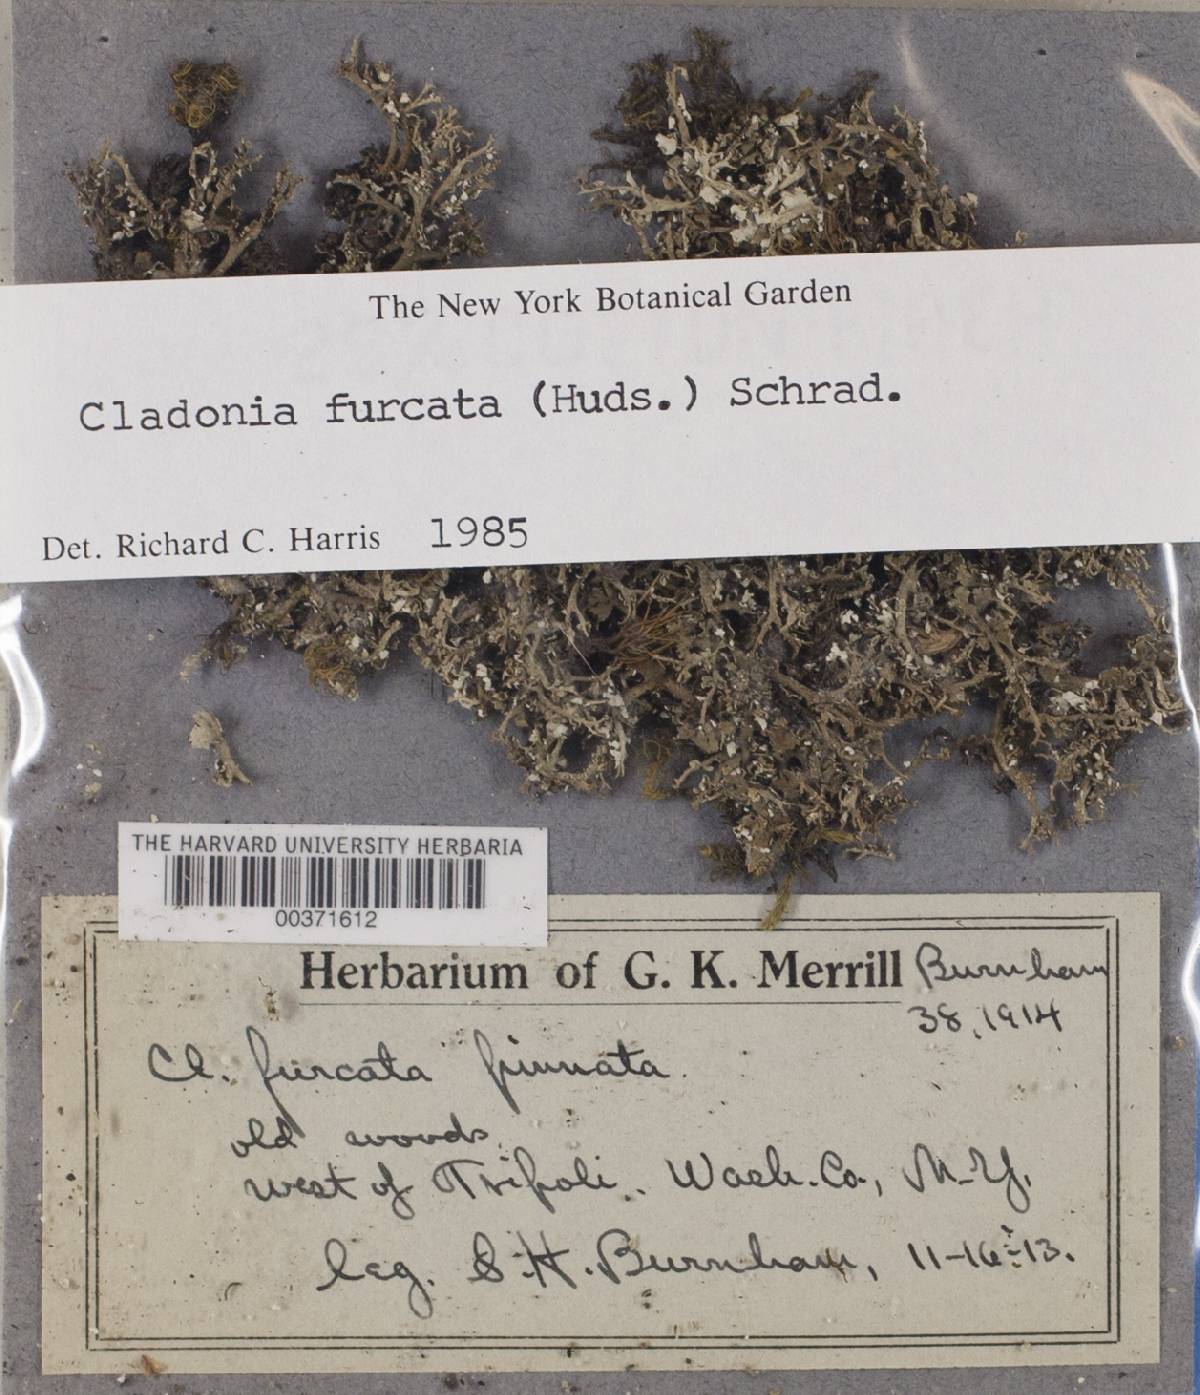 The New York Botanical Garden
Cladonia furcata (Huds.) Schrad.
Det. Richard C. Harris 1985
THE HARVARD UNIVERSITY HERBARIA
00371612
Herbarium of G. K. Merrill Burnham
38, 1914
Cl. furcata pinnata.
old woods,
west of Tripoli. Wash. Co., N.Y.
leg. S. H. Burnham, 11-16-13.